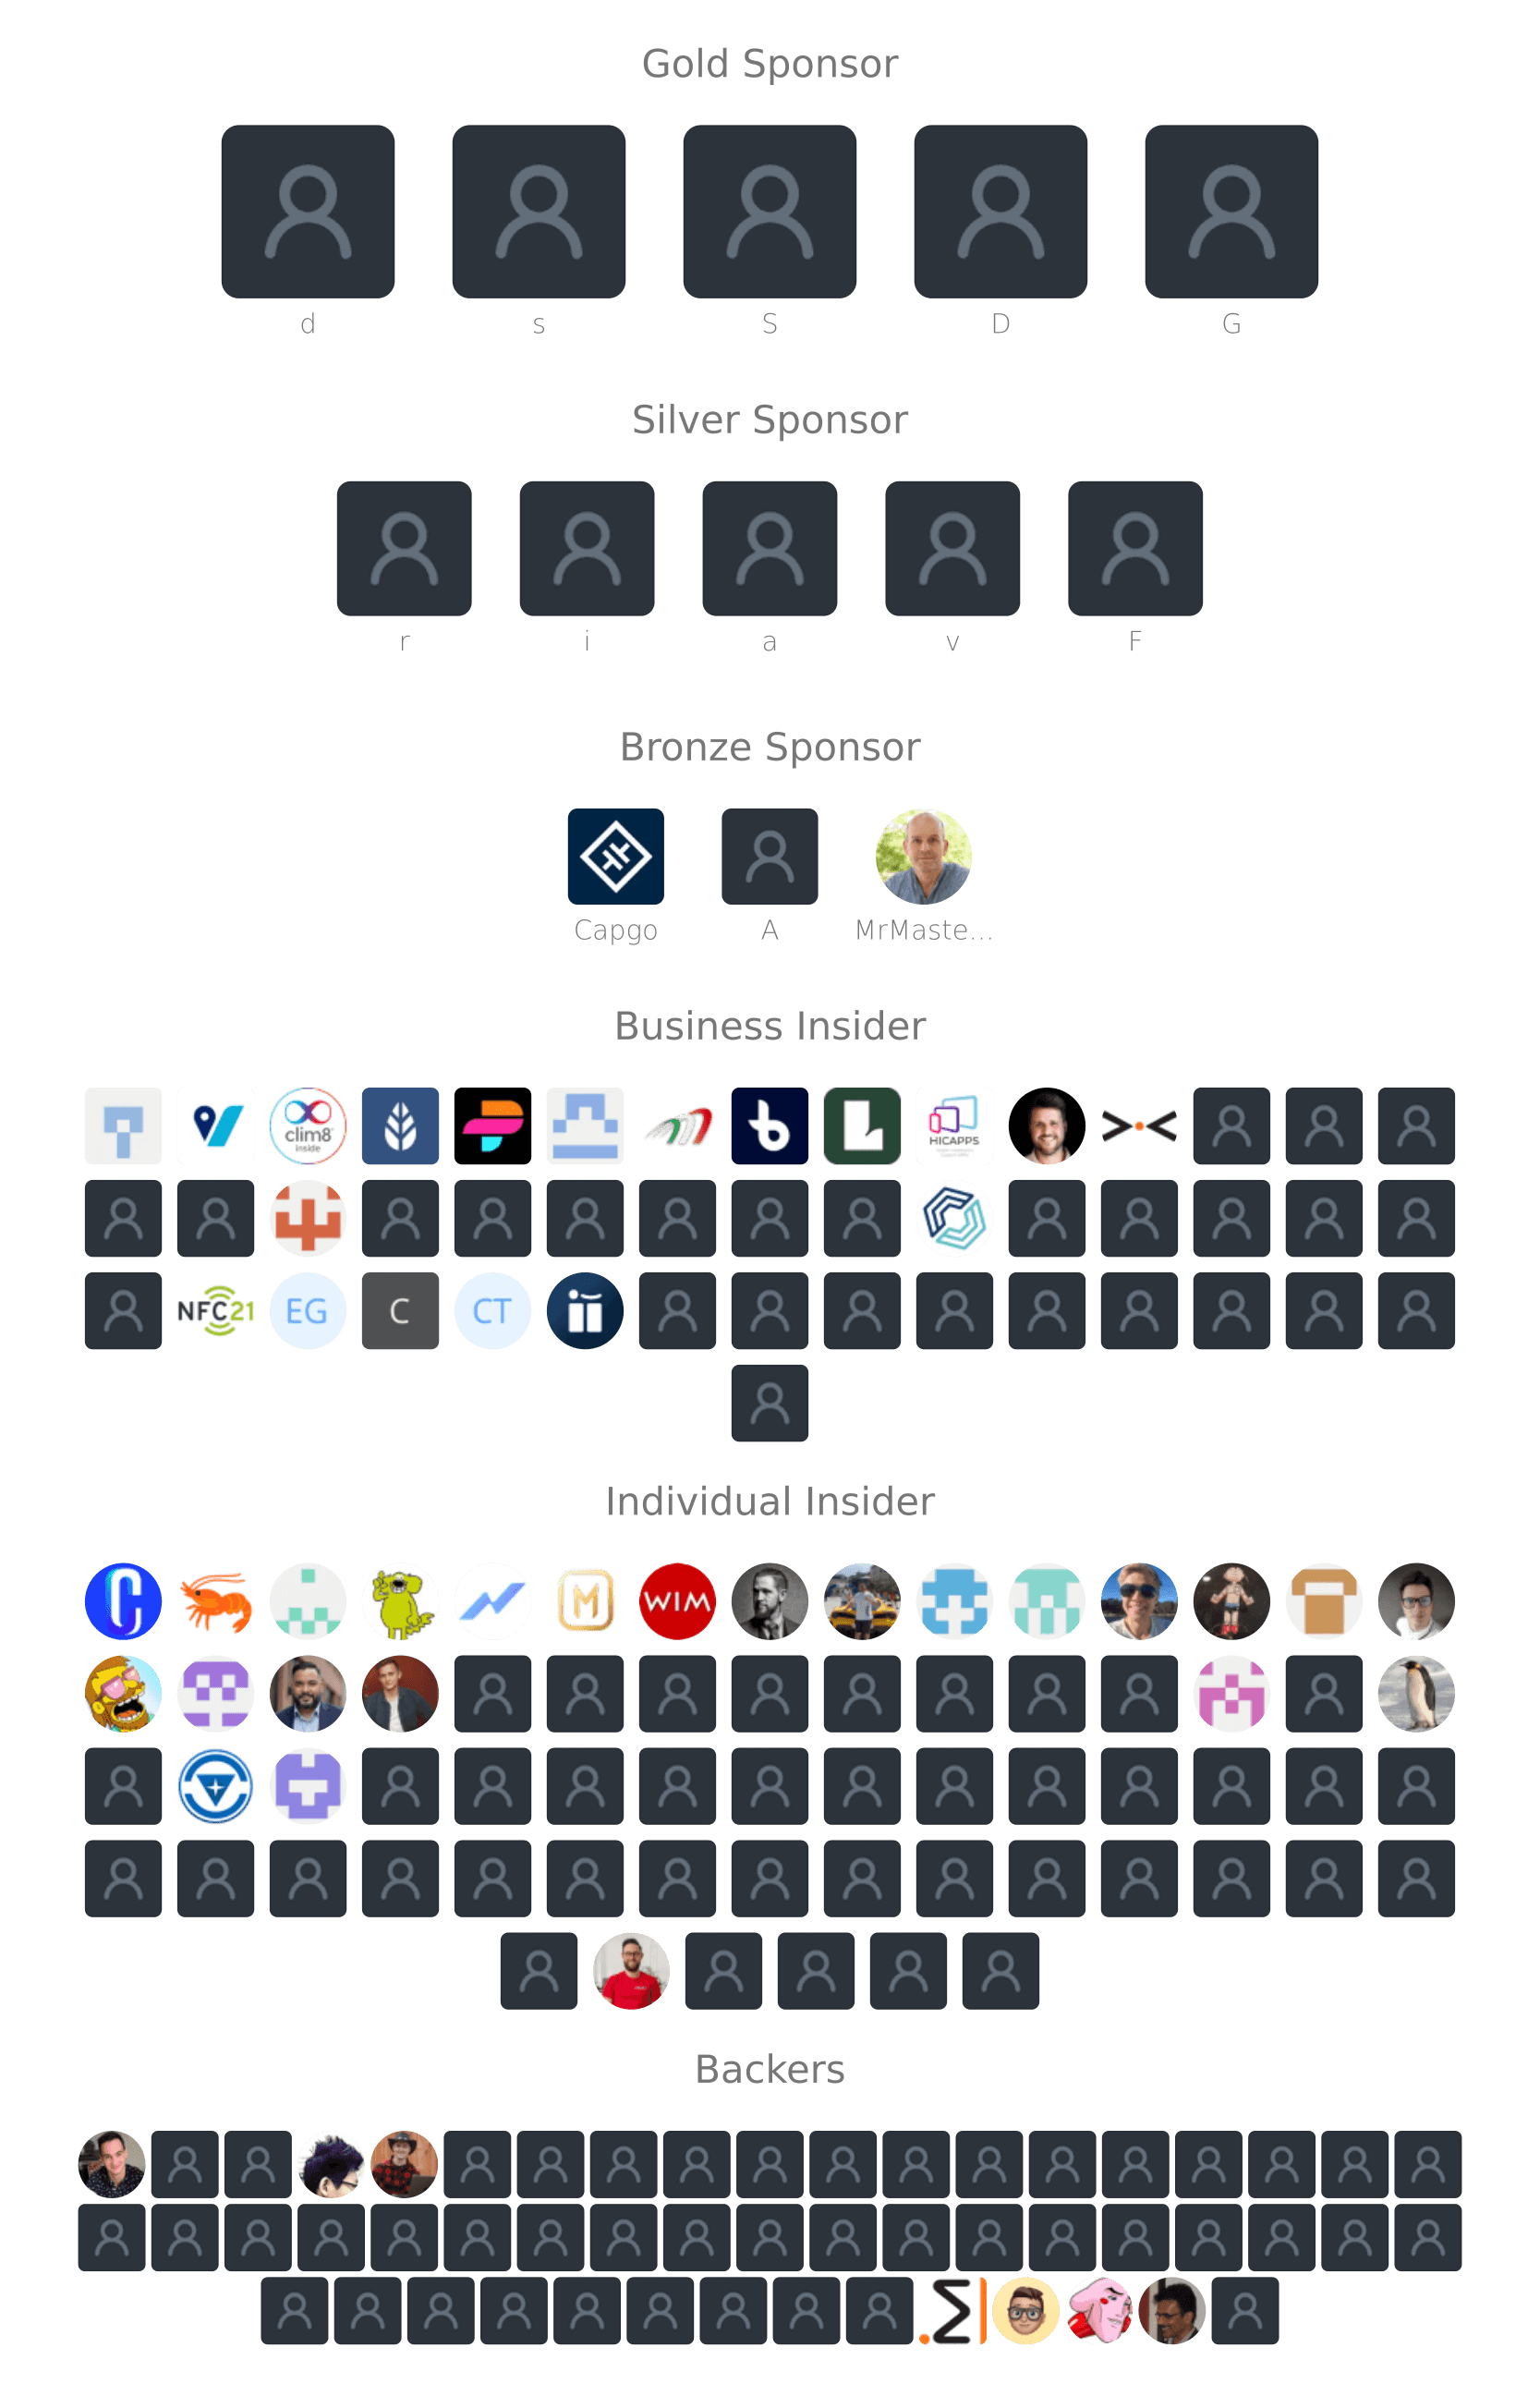 Gold Sponsor
d s S D G
Silver Sponsor
r i a v F
Bronze Sponsor
Capgo A MrMaste...
Business Insider
clim8
inside
HICAPPS
NFC21 EG C CT
Individual Insider
M WIM
Backers